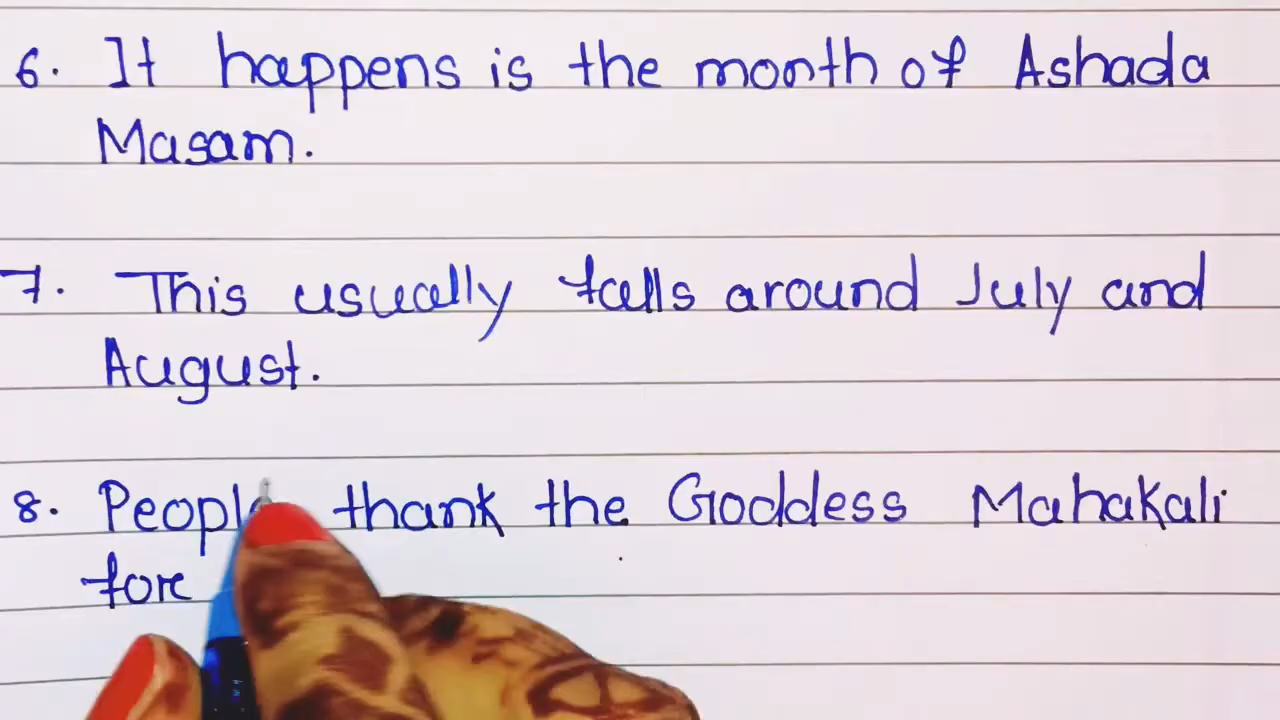 6. It happens is the month of Ashada
Masam.
7. This usually falls around July and
August.
8. People thank the Goddess Mahakali
for